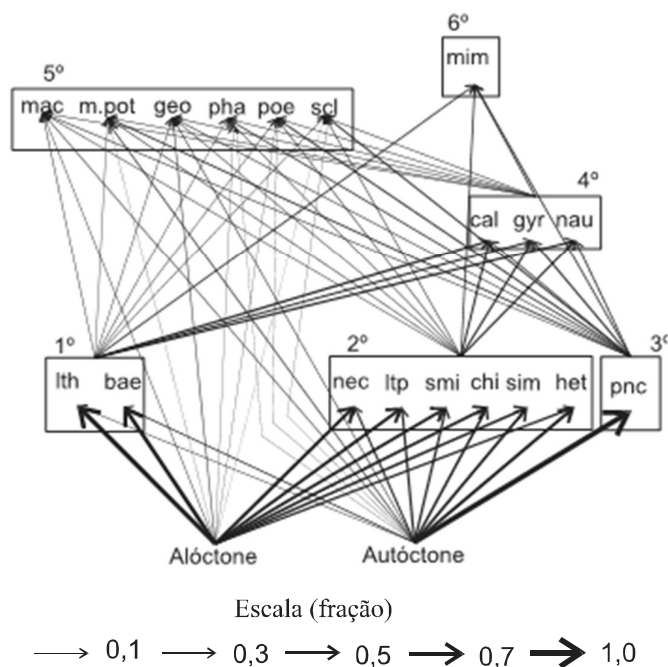 6º
mim
5º
mac m.pot geo pha poe scl
4º
cal gyr nau
1º
lth bae
2º
nec ltp smi chi sim het
3º
pnc
Alóctone Autóctone
Escala (fração)
0,1 0,3 0,5 0,7 1,0